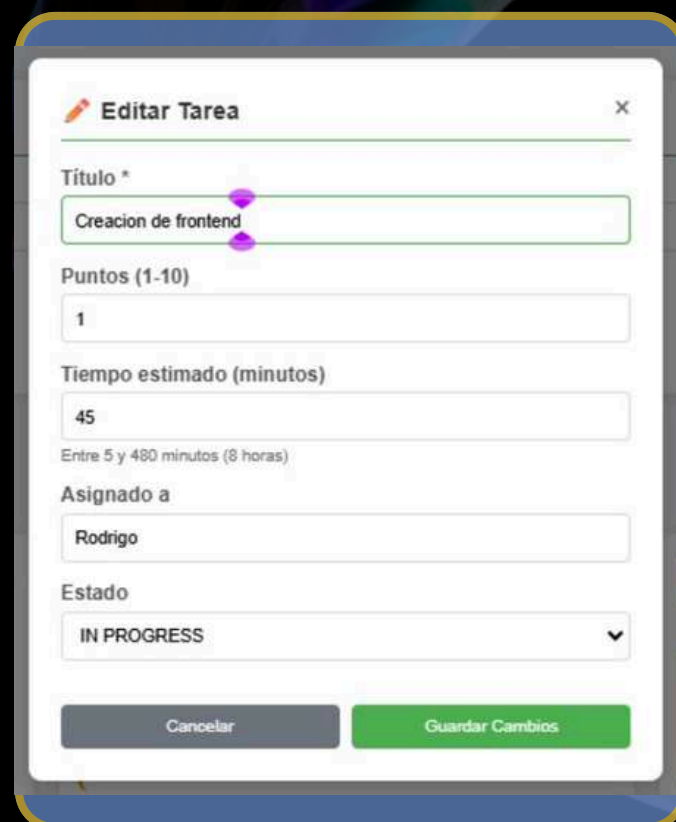 Editar Tarea
×
Título *
Creacion de frontend
Puntos (1-10)
1
Tiempo estimado (minutos)
45
Entre 5 y 480 minutos (8 horas)
Asignado a
Rodrigo
Estado
IN PROGRESS
Cancelar
Guardar Cambios